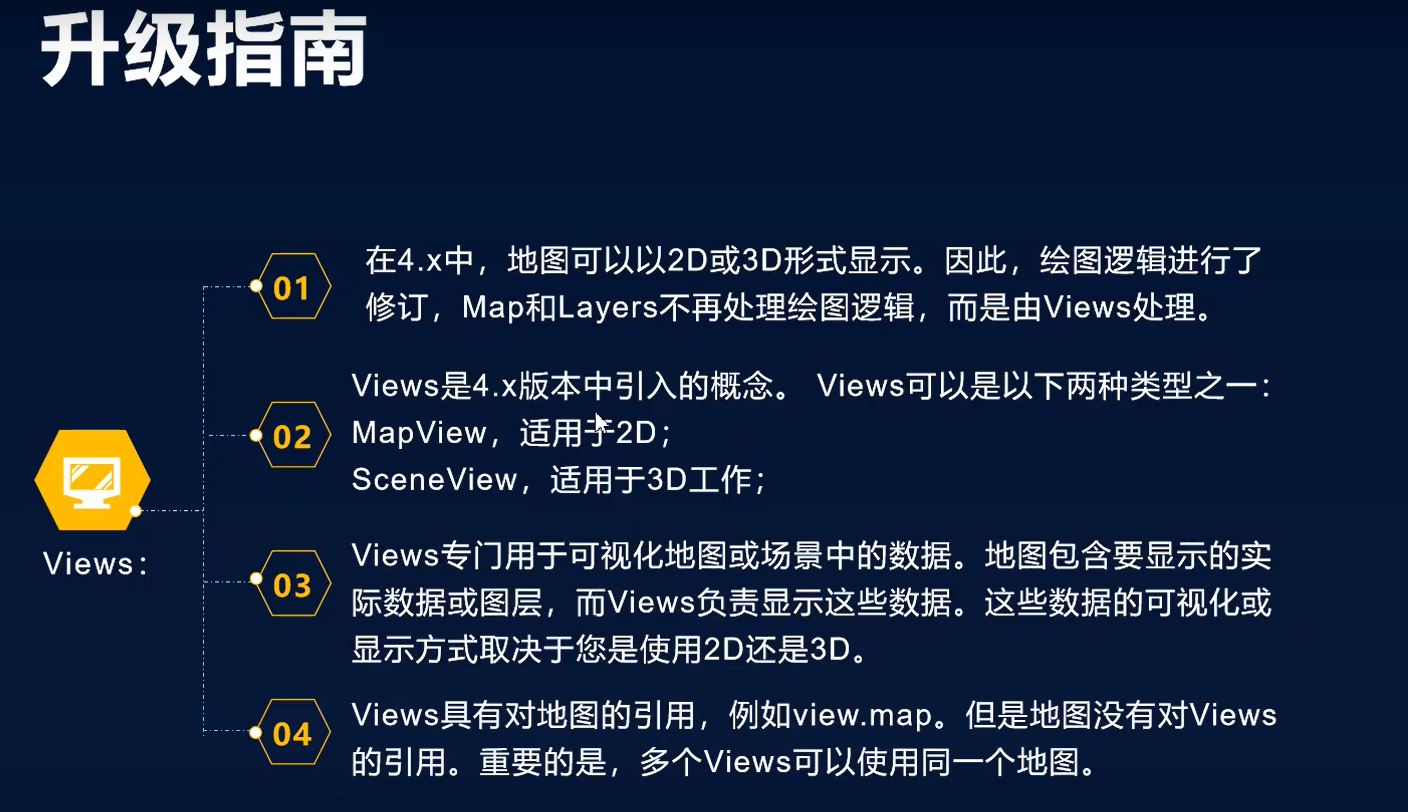 升级指南
01
在4.x中，地图可以以2D或3D形式显示。因此，绘图逻辑进行了
修订，Map和Layers不再处理绘图逻辑，而是由Views处理。
02
Views是4.x版本中引入的概念。 Views可以是以下两种类型之一：
MapView，适用于2D；
SceneView，适用于3D工作；
Views：
03
Views专门用于可视化地图或场景中的数据。地图包含要显示的实
际数据或图层，而Views负责显示这些数据。这些数据的可视化或
显示方式取决于您是使用2D还是3D。
04
Views具有对地图的引用，例如view.map。但是地图没有对Views
的引用。重要的是，多个Views可以使用同一个地图。